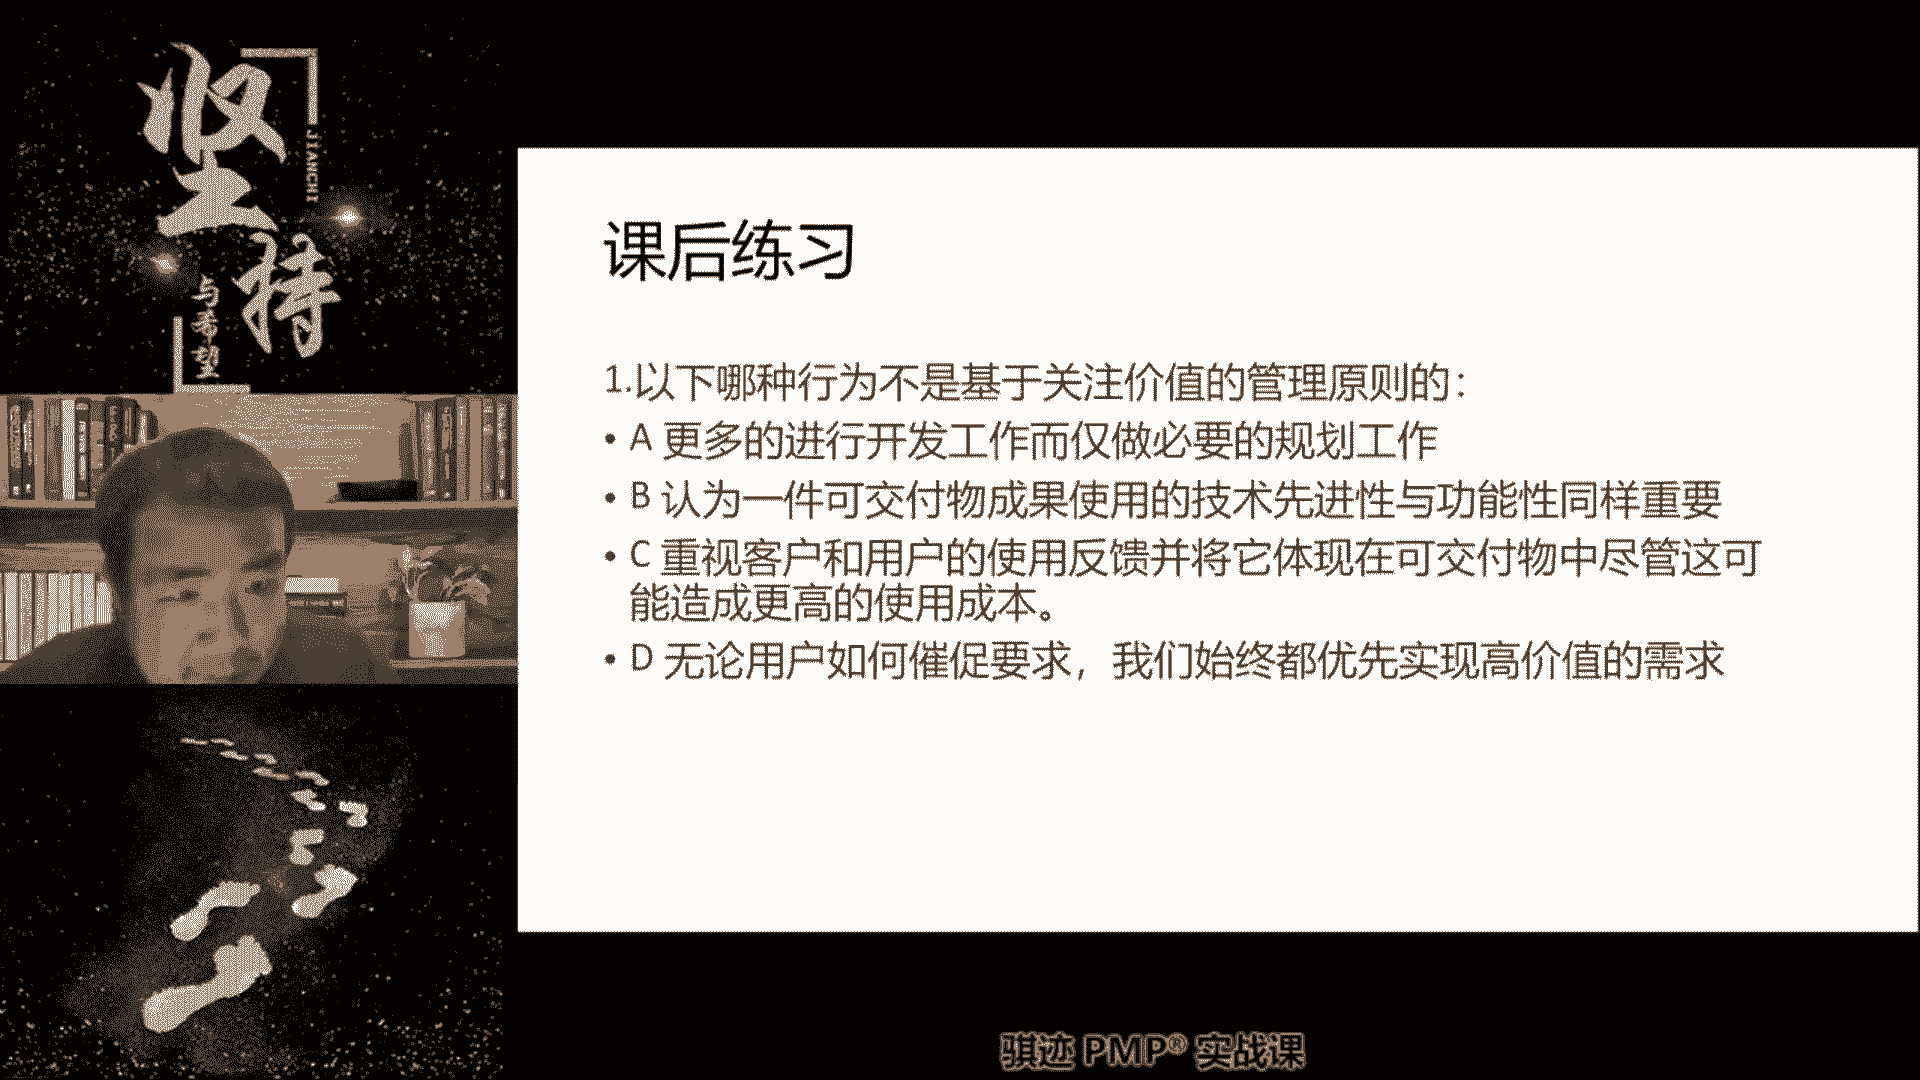 坚持
JIANCHI
与希望
课后练习
1.以下哪种行为不是基于关注价值的管理原则的：
• A 更多的进行开发工作而仅做必要的规划工作
• B 认为一件可交付物成果使用的技术先进性与功能性同样重要
• C 重视客户和用户的使用反馈并将它体现在可交付物中尽管这可
能造成更高的使用成本。
• D 无论用户如何催促要求，我们始终都优先实现高价值的需求
骐迹 PMP® 实战课